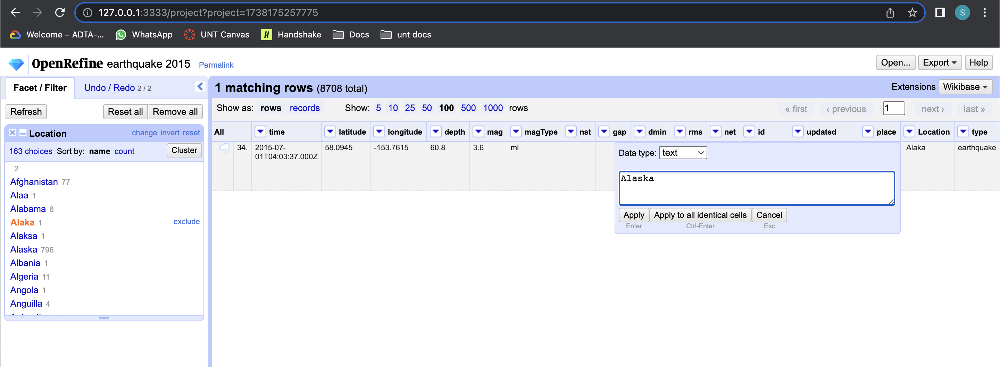 127.0.0.1:3333/project?project=1738175257775
S
Welcome – ADTA-... WhatsApp UNT Canvas H Handshake Docs unt docs
OpenRefine earthquake 2015 Permalink
Open... Export Help
Facet / Filter Undo / Redo 2 / 2
1 matching rows (8708 total)
Extensions Wikibase
Refresh Reset all Remove all
Show as: rows records Show: 5 10 25 50 100 500 1000 rows
« first ‹ previous 1 next › last »
Location change invert reset
163 choices Sort by: name count Cluster
2
Afghanistan 77
Alaa 1
Alabama 6
Alaka 1 exclude
Alaksa 1
Alaska 796
Albania 1
Algeria 11
Angola 1
Anguilla 4
All time latitude longitude depth mag magType nst gap dmin rms net id updated place Location type
34. 2015-07- 58.0945 -153.7615 60.8 3.6 ml Alaka earthquake
01T04:03:37.000Z
Data type: text
Alaska
Apply Apply to all identical cells Cancel
Enter Ctrl-Enter Esc